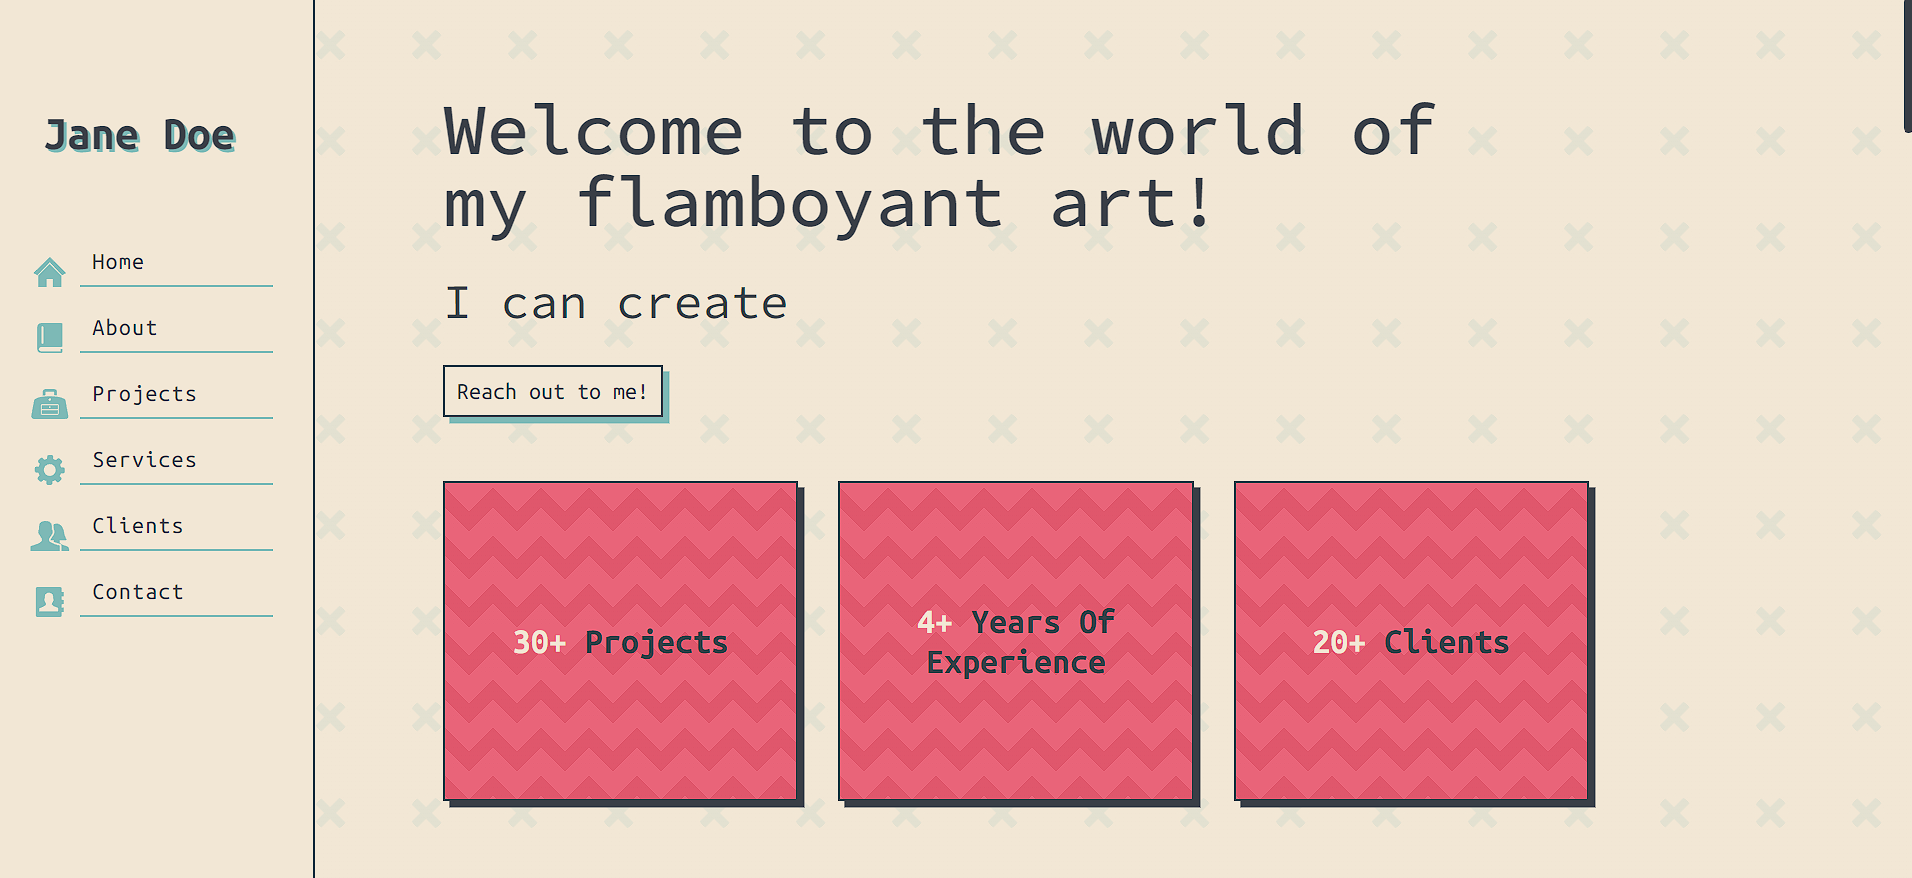 Jane Doe
Home
About
Projects
Services
Clients
Contact
Welcome to the world of
my flamboyant art!
I can create
Reach out to me!
30+ Projects
4+ Years Of
Experience
20+ Clients